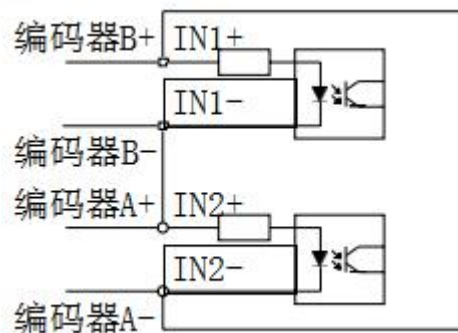 编码器B+ IN1+
IN1-
编码器B-
编码器A+ IN2+
IN2-
编码器A-